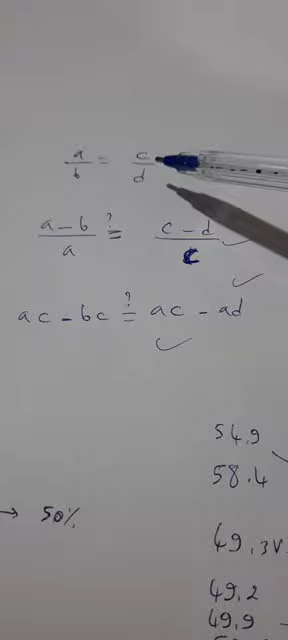 a/b = c/d
a-b/a ?= c-d/c
ac - bc ?= ac - ad
54.9
58.4
→ 50%
49.3V
49.2
49.9